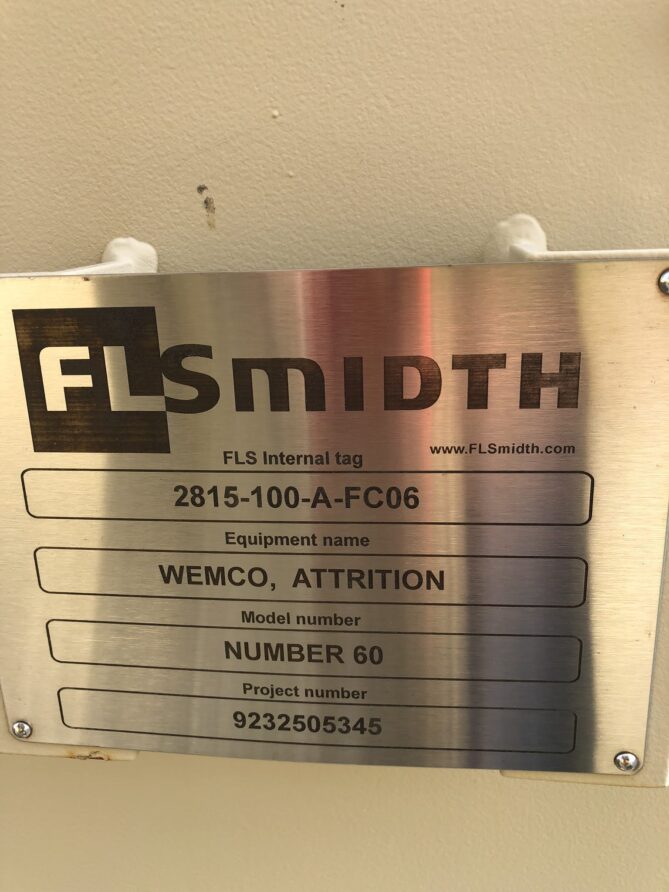 FLSMIDTH
www.FLSmidth.com
FLS Internal tag
2815-100-A-FC06
Equipment name
WEMCO, ATTRITION
Model number
NUMBER 60
Project number
9232505345